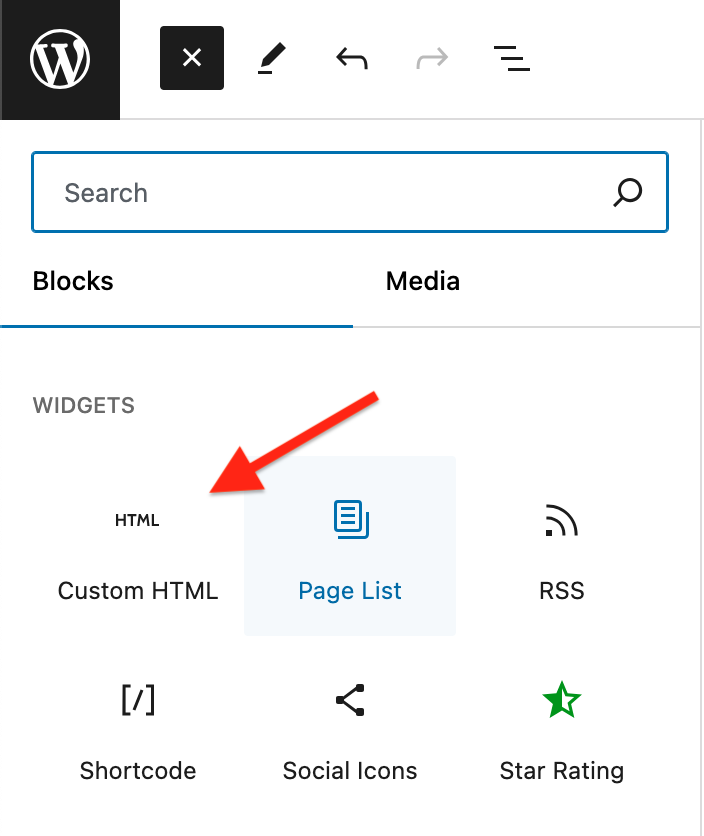 Search
Blocks Media
WIDGETS
HTML
Custom HTML Page List RSS
[/]
Shortcode Social Icons Star Rating